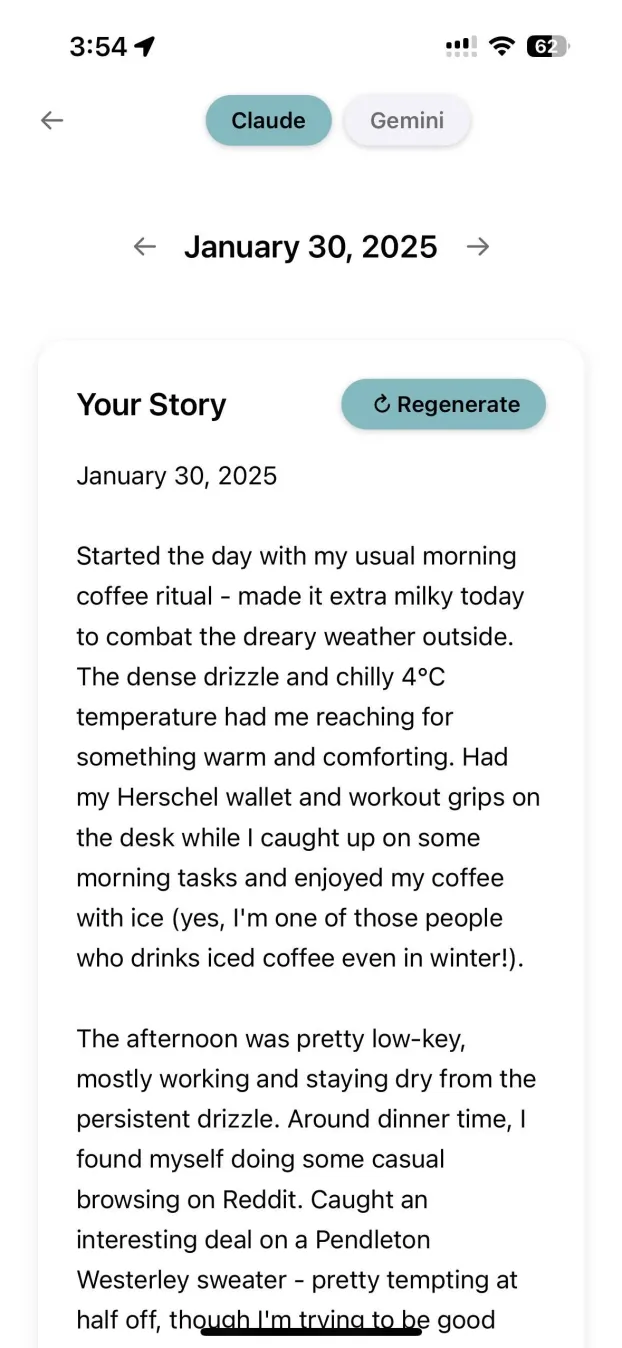 3:54
62
Claude
Gemini
January 30, 2025
Your Story
Regenerate
January 30, 2025
Started the day with my usual morning
coffee ritual - made it extra milky today
to combat the dreary weather outside.
The dense drizzle and chilly 4°C
temperature had me reaching for
something warm and comforting. Had
my Herschel wallet and workout grips on
the desk while I caught up on some
morning tasks and enjoyed my coffee
with ice (yes, I'm one of those people
who drinks iced coffee even in winter!).
The afternoon was pretty low-key,
mostly working and staying dry from the
persistent drizzle. Around dinner time, I
found myself doing some casual
browsing on Reddit. Caught an
interesting deal on a Pendleton
Westerley sweater - pretty tempting at
half off, though I'm trying to be good